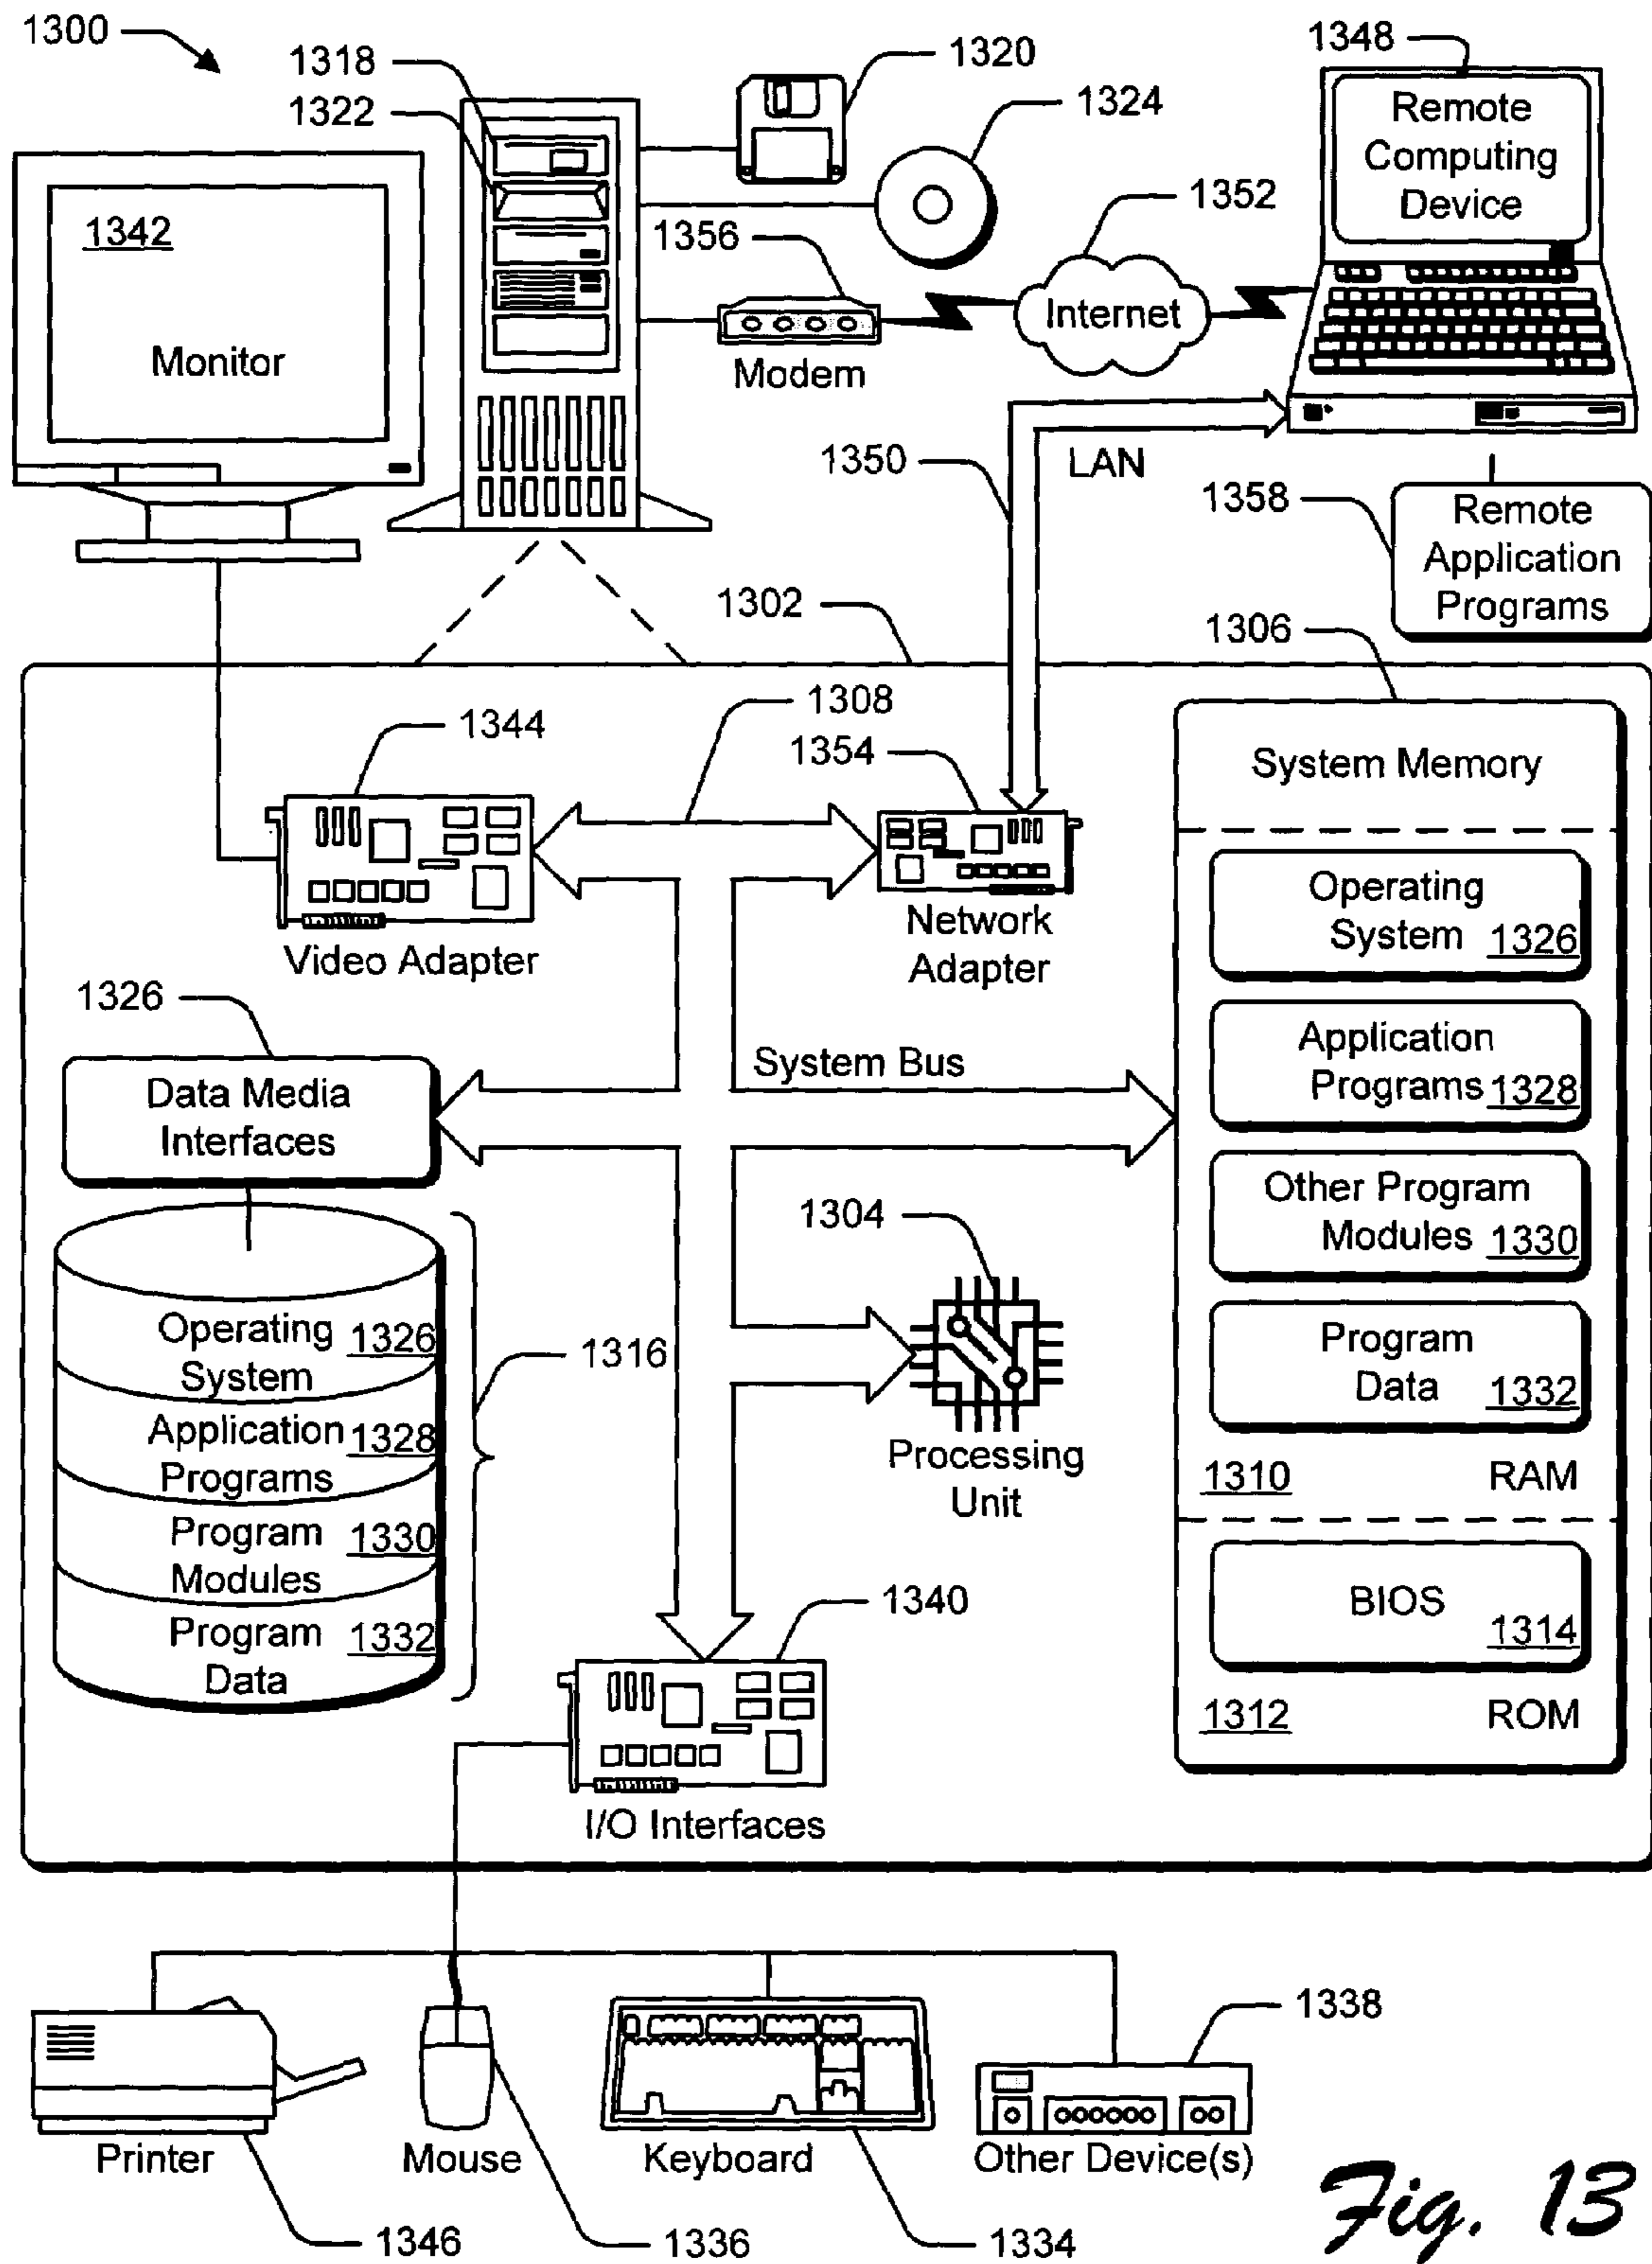 1300
1318
1322
1320
1324
1348
Remote
Computing
Device
1342
Monitor
1356
Modem
1352
Internet
1350
LAN
1358
Remote
Application
Programs
1302
1306
1308
1344
1354
Video Adapter
Network
Adapter
System Memory
Operating
System 1326
Application
Programs 1328
Other Program
Modules 1330
Program
Data 1332
1310 RAM
BIOS
1314
1312 ROM
1326
Data Media
Interfaces
System Bus
1304
Processing
Unit
Operating 1326
System
Application 1328
Programs
Program 1330
Modules
Program 1332
Data
1316
1340
I/O Interfaces
1338
Printer
Mouse
Keyboard
Other Device(s)
1346
1336
1334
Fig. 13